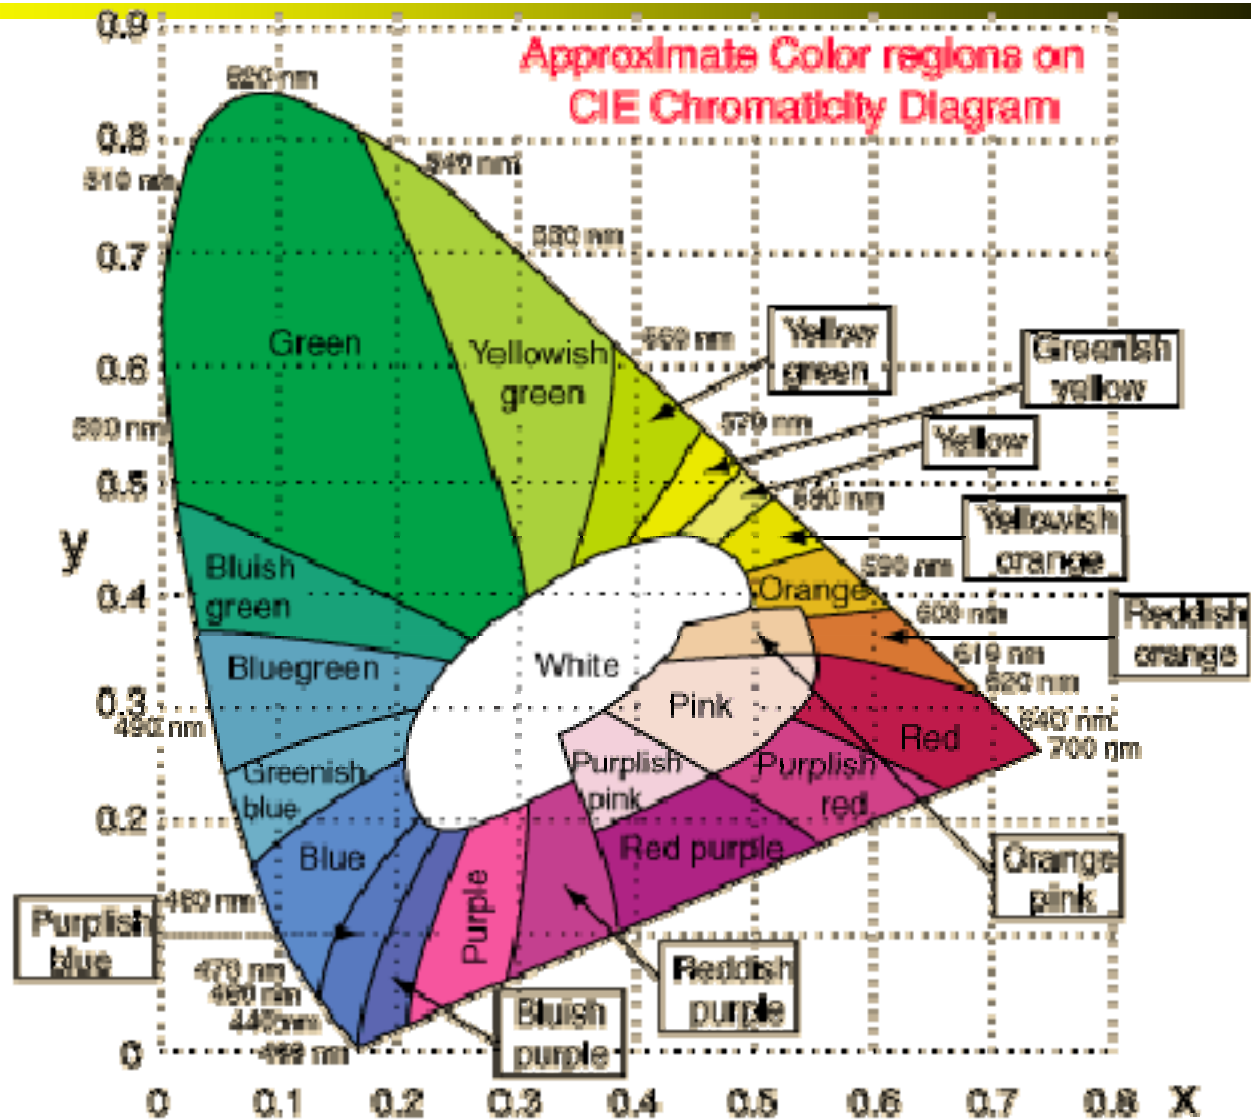 Approximate Color regions on
CIE Chromaticity Diagram
0.9
520 nm
0.8
540 nm
510 nm
550 nm
0.7
Green
Yellowish
green
560 nm
Yellow
green
Greenish
yellow
0.6
500 nm
570 nm
Yellow
0.5
580 nm
Yellowish
orange
y
Bluish
green
0.4
590 nm
Orange
600 nm
Reddish
orange
Bluegreen
White
Pink
620 nm
0.3
490 nm
640 nm
700 nm
Red
Greenish
blue
Purplish
pink
Purplish
red
0.2
Blue
Red purple
Orange
pink
Purple
Purplish
blue
470 nm
Reddish
purple
Bluish
purple
0
0
0.1
0.2
0.3
0.4
0.5
0.6
0.7
0.8
x